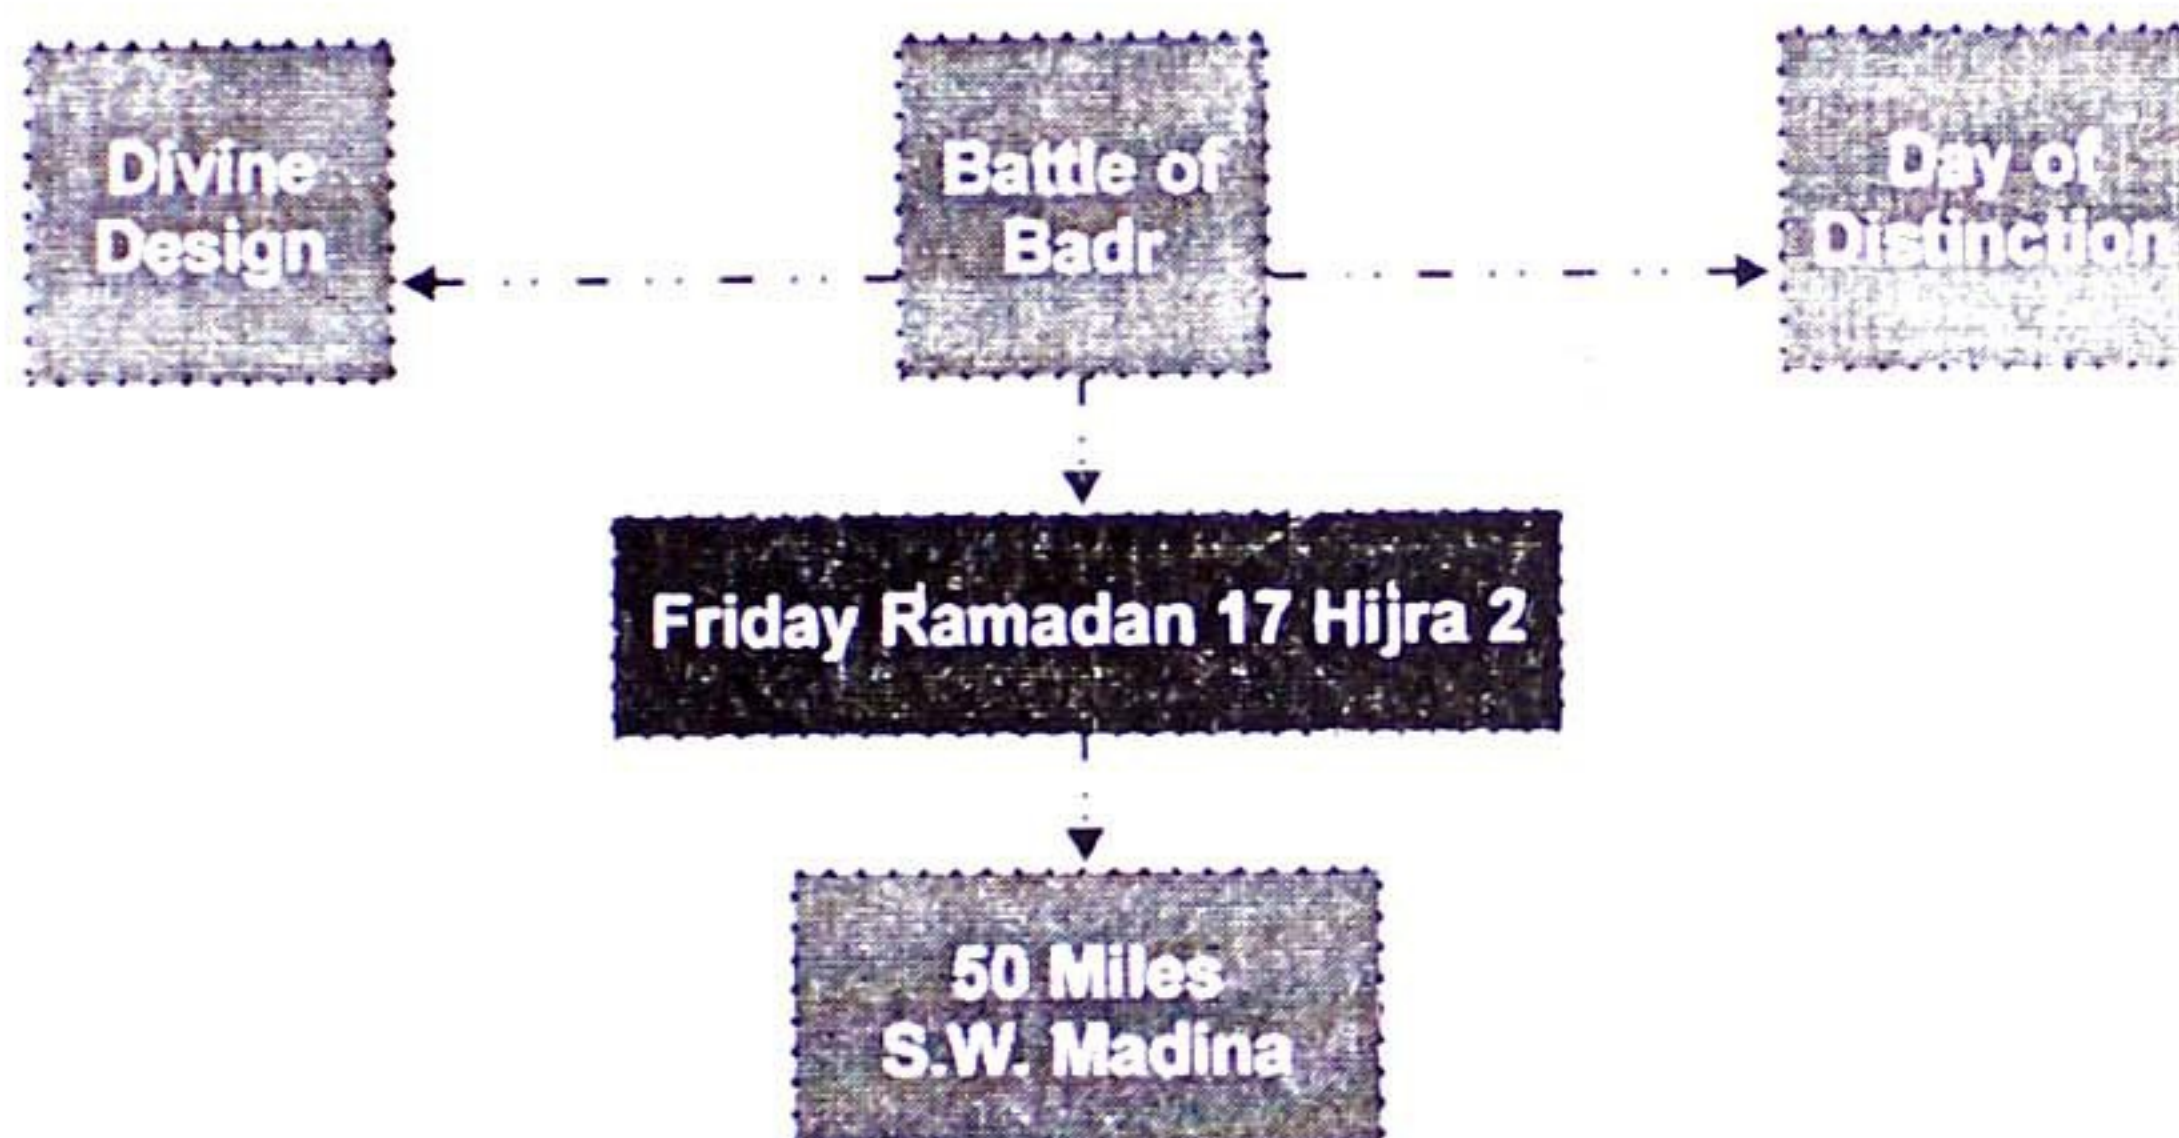 Divine
Design
Battle of
Badr
Day of
Distinction
Friday Ramadan 17 Hijra 2
50 Miles
S.W. Madina